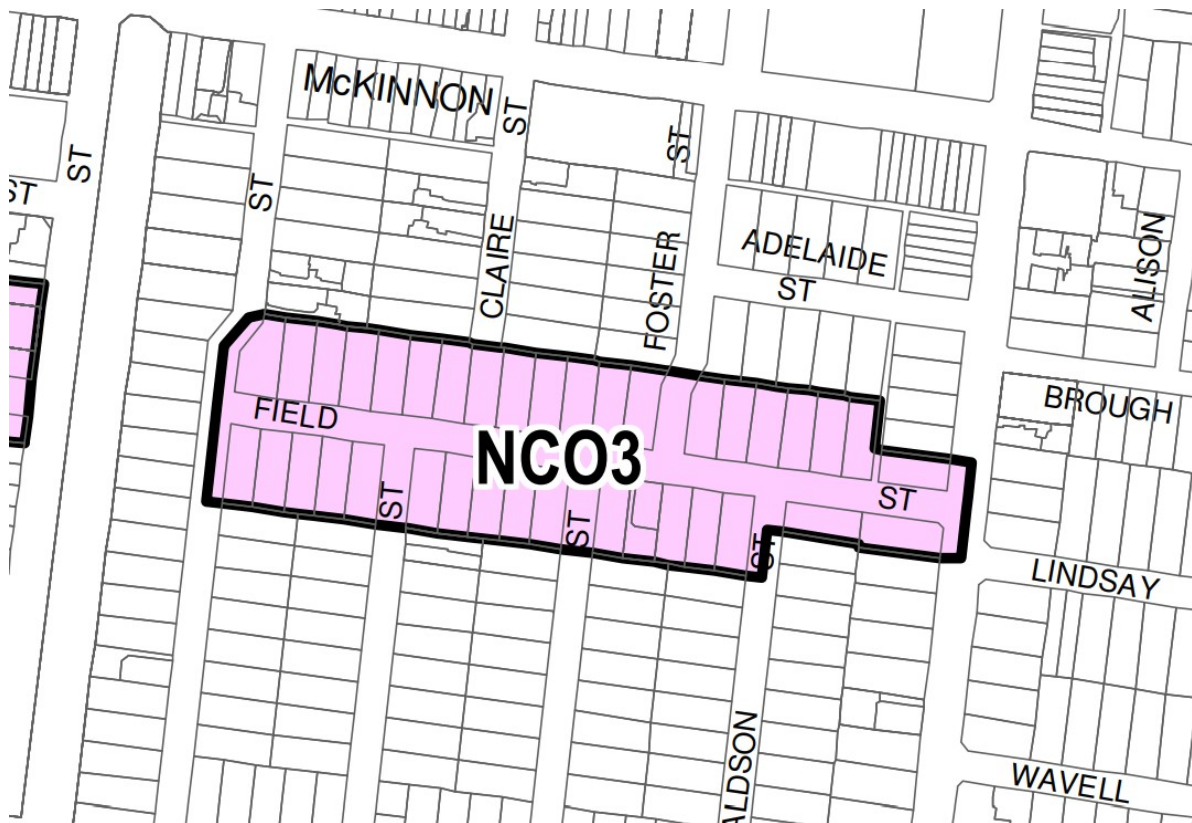 McKINNON
ST
ST
ST
ST
ST
CLAIRE
FOSTER
ADELAIDE
ST
ALISON
BROUGH
FIELD
NCO3
ST
ST
ST
ST
LINDSAY
WAVELL
ALDSON